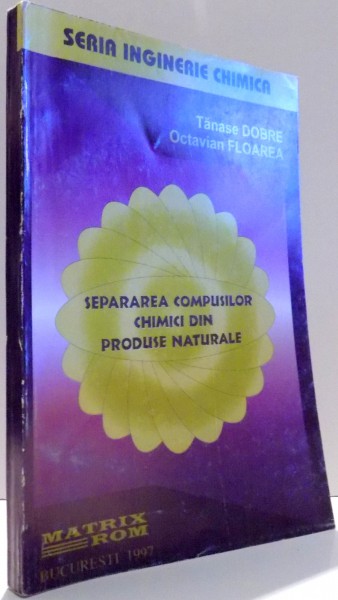 SERIA INGINERIE CHIMICA
Tănase DOBRE
Octavian FLOAREA
SEPARAREA COMPUSILOR
CHIMICI DIN
PRODUSE NATURALE
MATRIX
ROM
BUCURESTI 1997